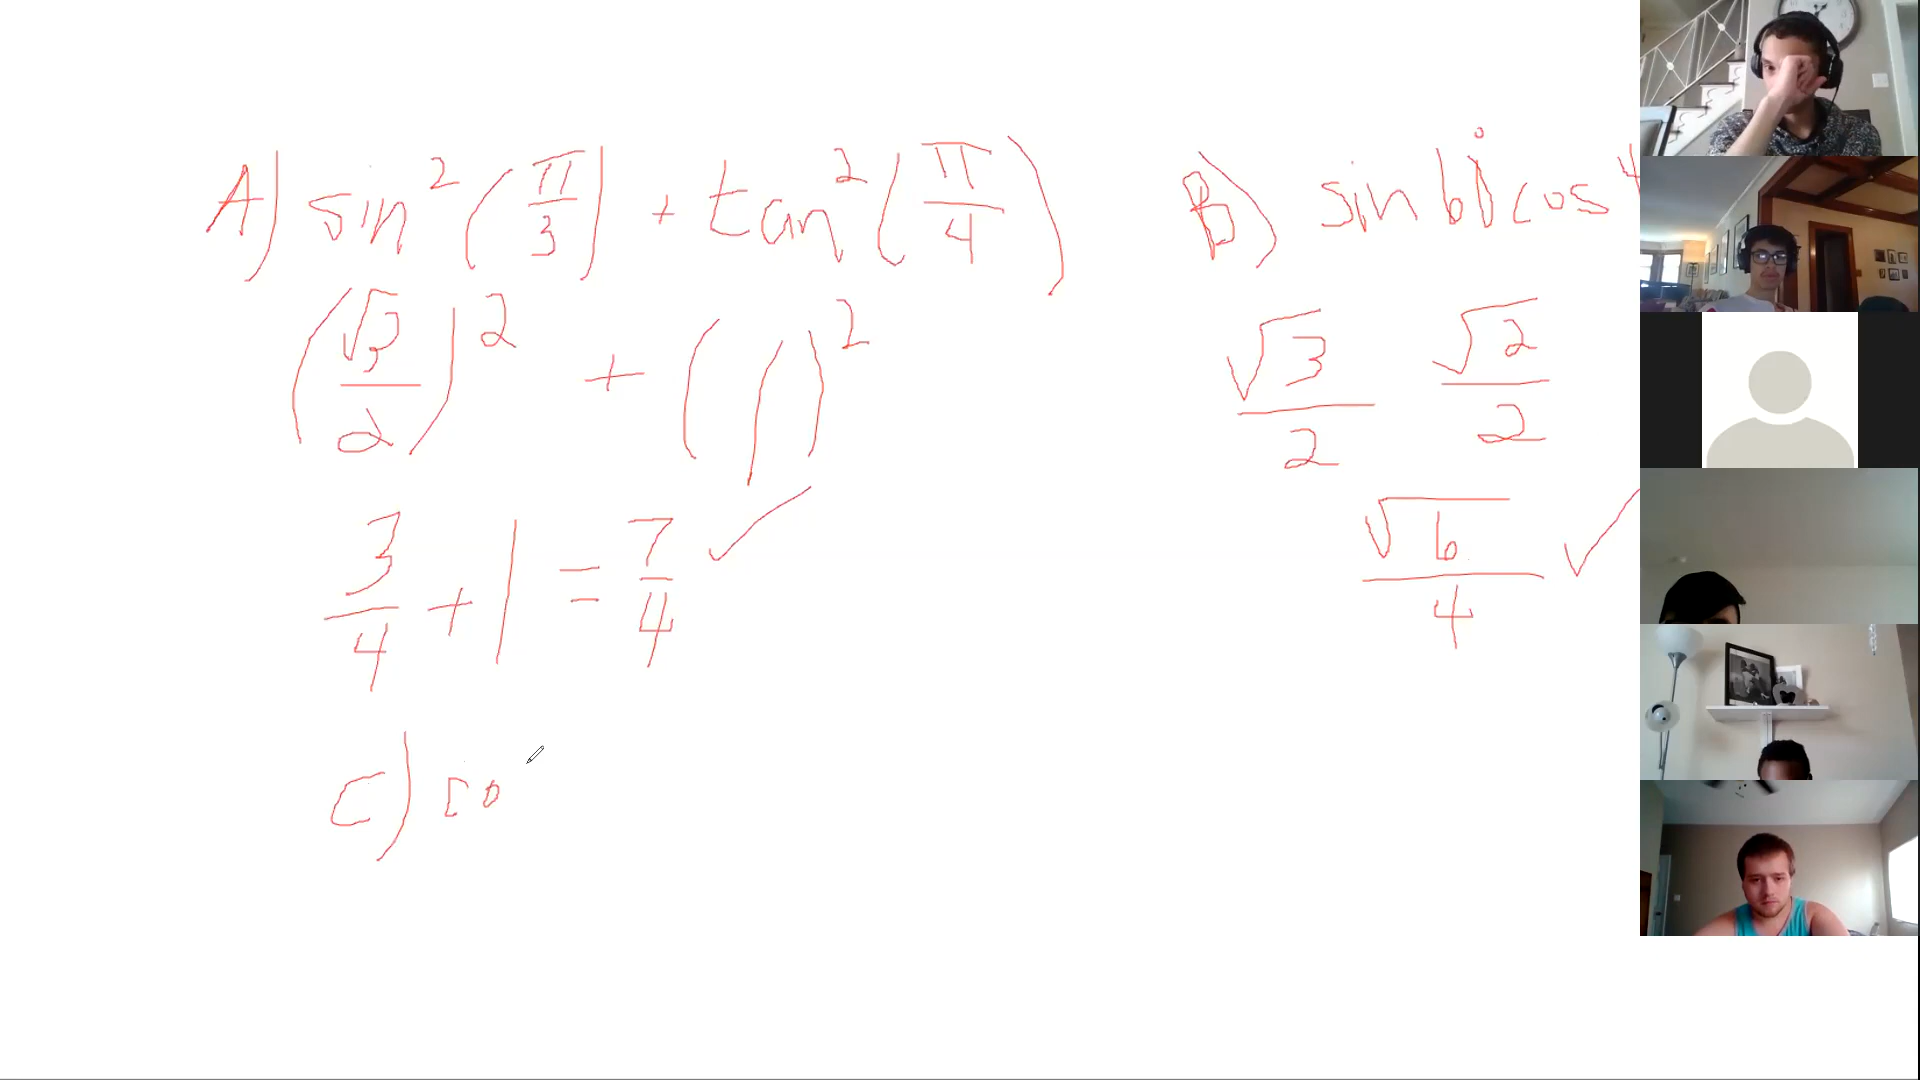 A) sin²(π/3) + tan²(π/4)
(√3/2)² + (1)²
3/4 + 1 = 7/4 ✓
B) sin 60° cos 4
√3/2 √2/2
√6/4 ✓
C) co